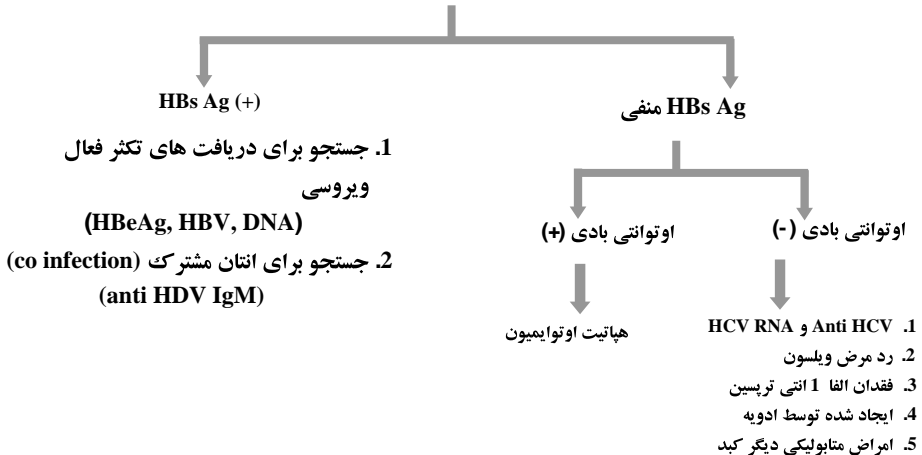 HBs Ag (+)
1. جستجو برای دریافت های تکثر فعال
ویروسی
(HBeAg, HBV, DNA)
2. جستجو برای انتان مشترک (co infection)
(anti HDV IgM)
HBs Ag منفی
اوتوانتی بادی (+)
هپاتیت اوتوایمیون
اوتوانتی بادی (-)
1. Anti HCV و HCV RNA
2. رد مرض ویلسون
3. فقدان الفا 1 انتی ترپسین
4. ایجاد شده توسط ادویه
5. امراض متابولیکی دیگر کبد